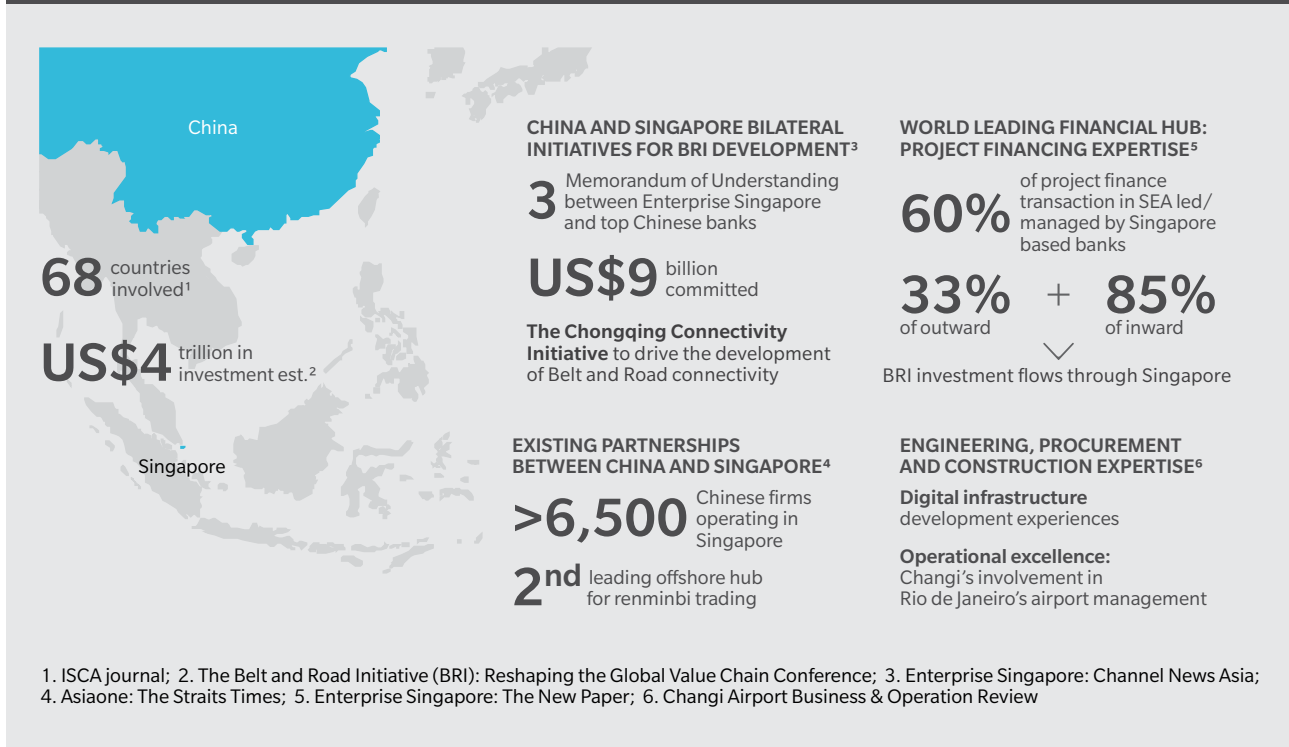 China
68 countries
involved¹
US$4 trillion in
investment est.²
Singapore
CHINA AND SINGAPORE BILATERAL
INITIATIVES FOR BRI DEVELOPMENT³
3 Memorandum of Understanding
between Enterprise Singapore
and top Chinese banks
US$9 billion
committed
The Chongqing Connectivity
Initiative to drive the development
of Belt and Road connectivity
WORLD LEADING FINANCIAL HUB:
PROJECT FINANCING EXPERTISE⁵
60% of project finance
transaction in SEA led/
managed by Singapore
based banks
33% + 85%
of outward of inward
BRI investment flows through Singapore
EXISTING PARTNERSHIPS
BETWEEN CHINA AND SINGAPORE⁴
>6,500 Chinese firms
operating in
Singapore
2nd leading offshore hub
for renminbi trading
ENGINEERING, PROCUREMENT
AND CONSTRUCTION EXPERTISE⁶
Digital infrastructure
development experiences
Operational excellence:
Changi's involvement in
Rio de Janeiro's airport management
1. ISCA journal; 2. The Belt and Road Initiative (BRI): Reshaping the Global Value Chain Conference; 3. Enterprise Singapore: Channel News Asia;
4. Asiaone: The Straits Times; 5. Enterprise Singapore: The New Paper; 6. Changi Airport Business & Operation Review